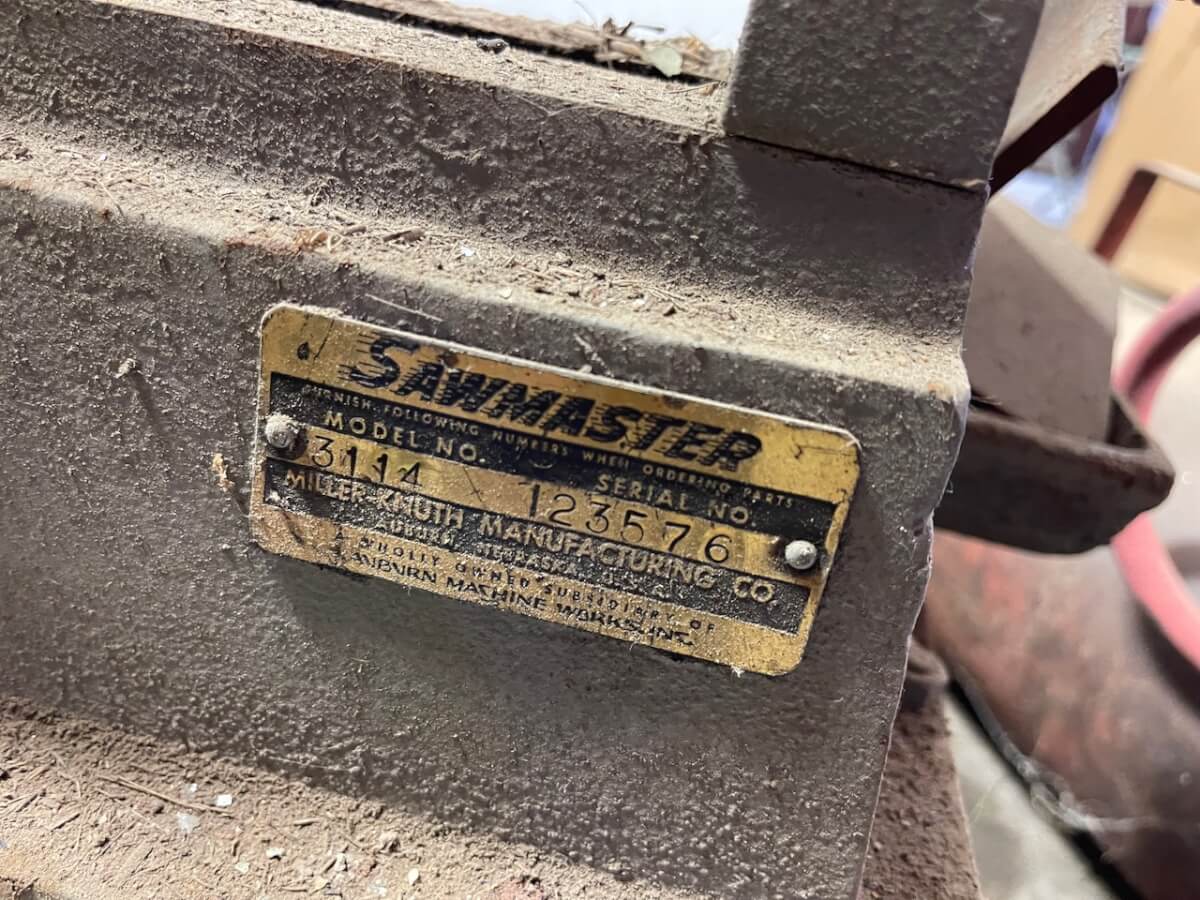 SAWMASTER
FURNISH FOLLOWING NUMBERS WHEN ORDERING PARTS
MODEL NO. SERIAL NO.
3114 123576
MILLER KNUTH MANUFACTURING CO.
AUBURN, NEBRASKA
A WHOLLY OWNED SUBSIDIARY OF
AUBURN MACHINE WORKS, INC.